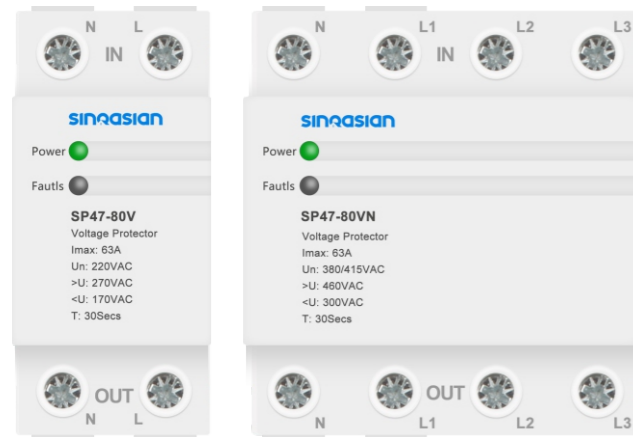 N L
IN
sinqasian
Power
Fautls
SP47-80V
Voltage Protector
Imax: 63A
Un: 220VAC
>U: 270VAC
<U: 170VAC
T: 30Secs
OUT
N L
N L1 L2 L3
IN
sinqasian
Power
Fautls
SP47-80VN
Voltage Protector
Imax: 63A
Un: 380/415VAC
>U: 460VAC
<U: 300VAC
T: 30Secs
OUT
N L1 L2 L3